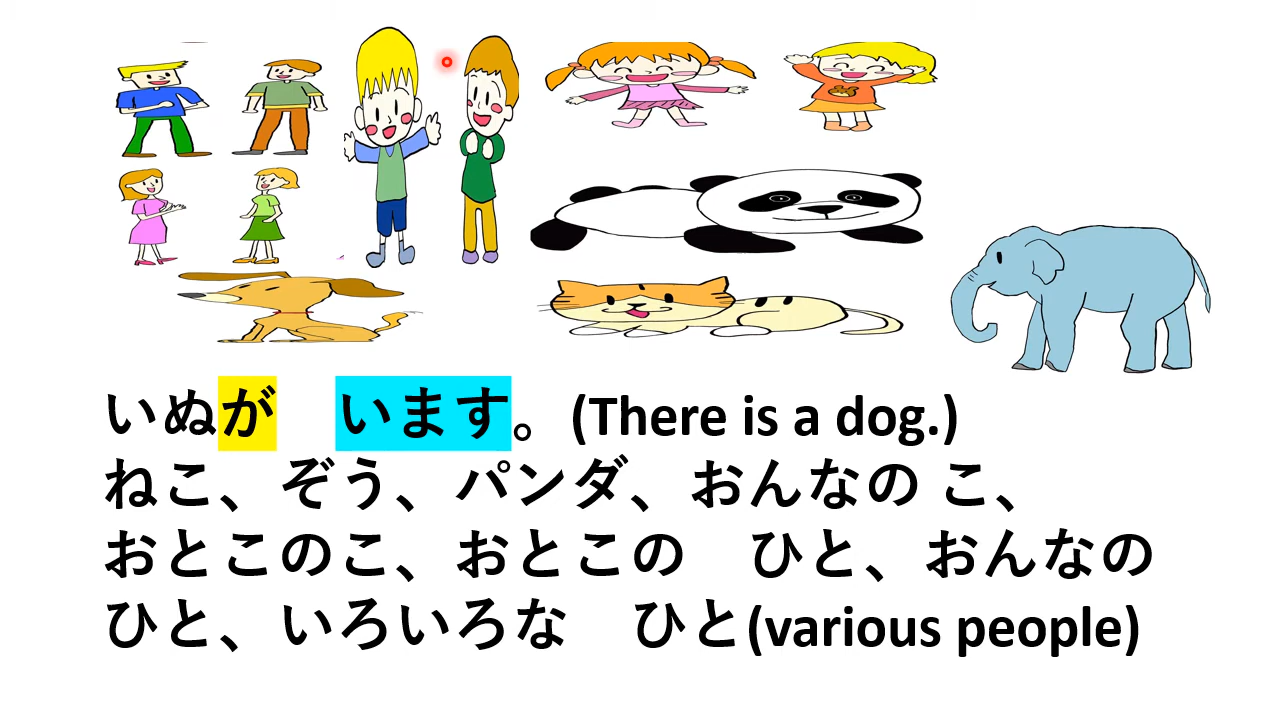 いぬが　います。(There is a dog.)
ねこ、ぞう、パンダ、おんなの こ、
おとこのこ、おとこの　ひと、おんなの
ひと、いろいろな　ひと(various people)